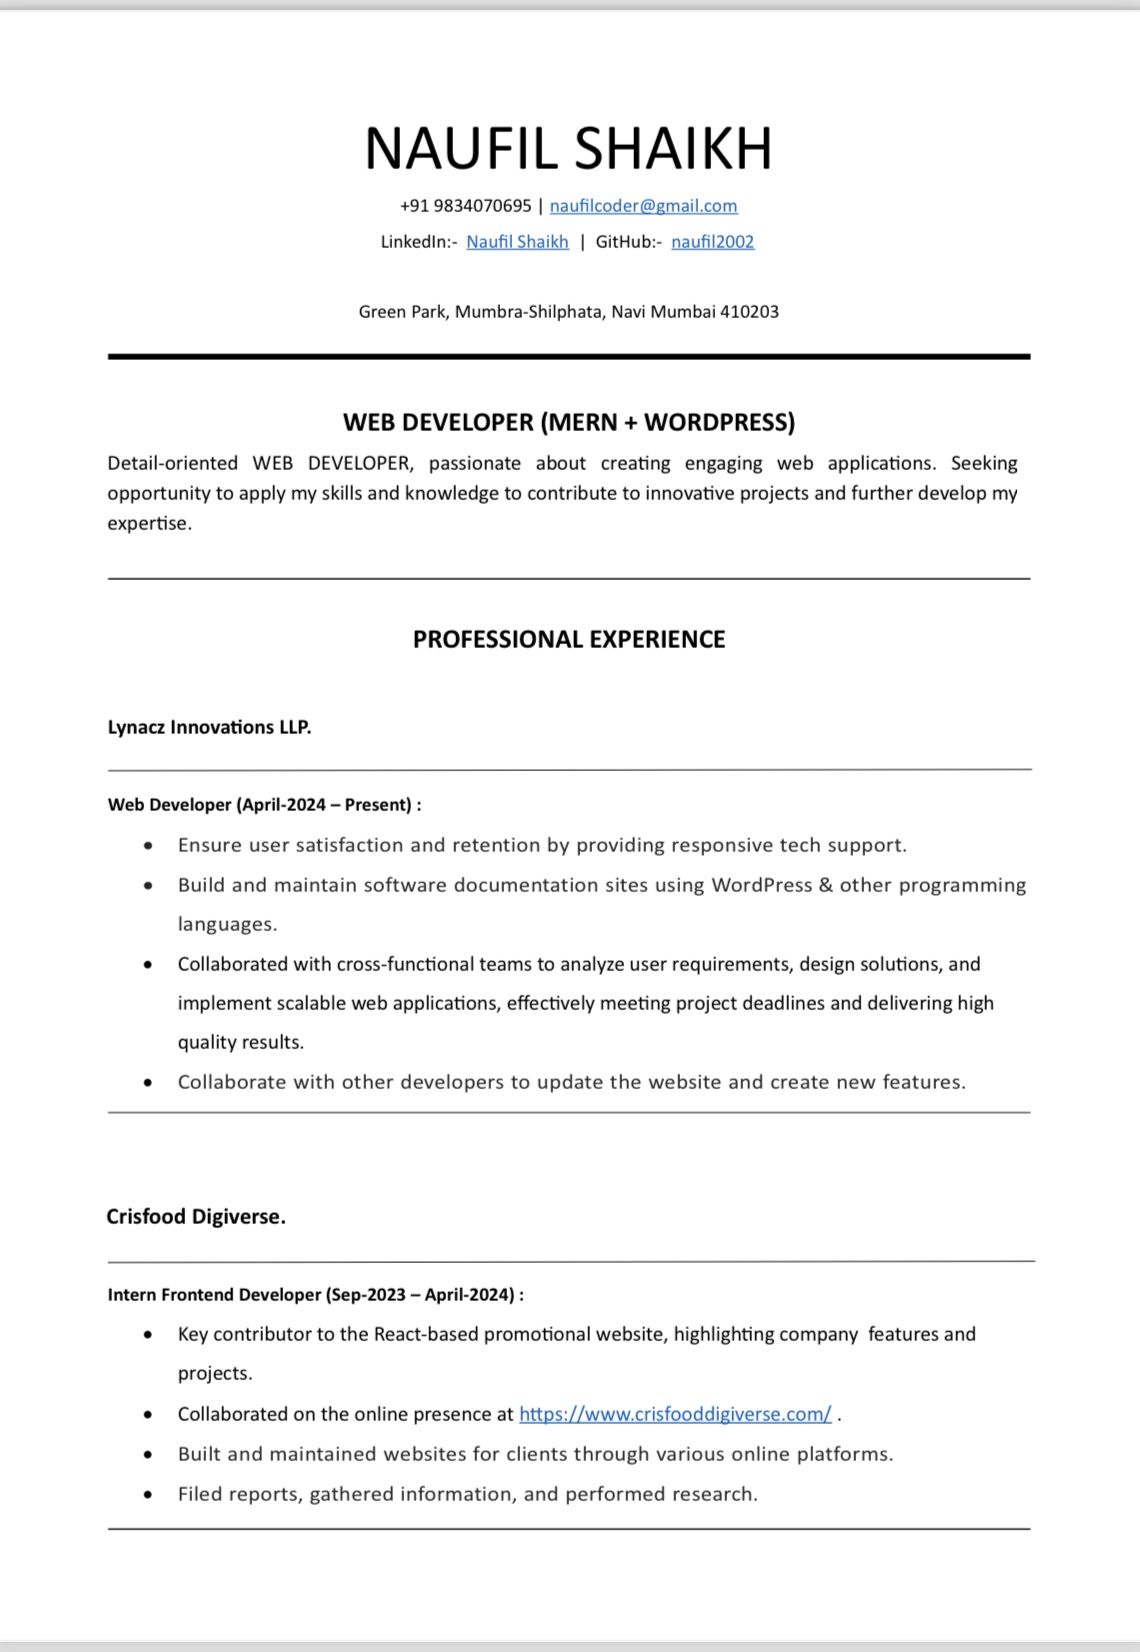 NAUFIL SHAIKH
+91 9834070695 | naufilcoder@gmail.com
LinkedIn:- Naufil Shaikh | GitHub:- naufil2002
Green Park, Mumbra-Shilphata, Navi Mumbai 410203
WEB DEVELOPER (MERN + WORDPRESS)
Detail-oriented WEB DEVELOPER, passionate about creating engaging web applications. Seeking
opportunity to apply my skills and knowledge to contribute to innovative projects and further develop my
expertise.
PROFESSIONAL EXPERIENCE
Lynacz Innovations LLP.
Web Developer (April-2024 – Present) :
• Ensure user satisfaction and retention by providing responsive tech support.
• Build and maintain software documentation sites using WordPress & other programming
languages.
• Collaborated with cross-functional teams to analyze user requirements, design solutions, and
implement scalable web applications, effectively meeting project deadlines and delivering high
quality results.
• Collaborate with other developers to update the website and create new features.
Crisfood Digiverse.
Intern Frontend Developer (Sep-2023 – April-2024) :
• Key contributor to the React-based promotional website, highlighting company  features and
projects.
• Collaborated on the online presence at https://www.crisfooddigiverse.com/ .
• Built and maintained websites for clients through various online platforms.
• Filed reports, gathered information, and performed research.